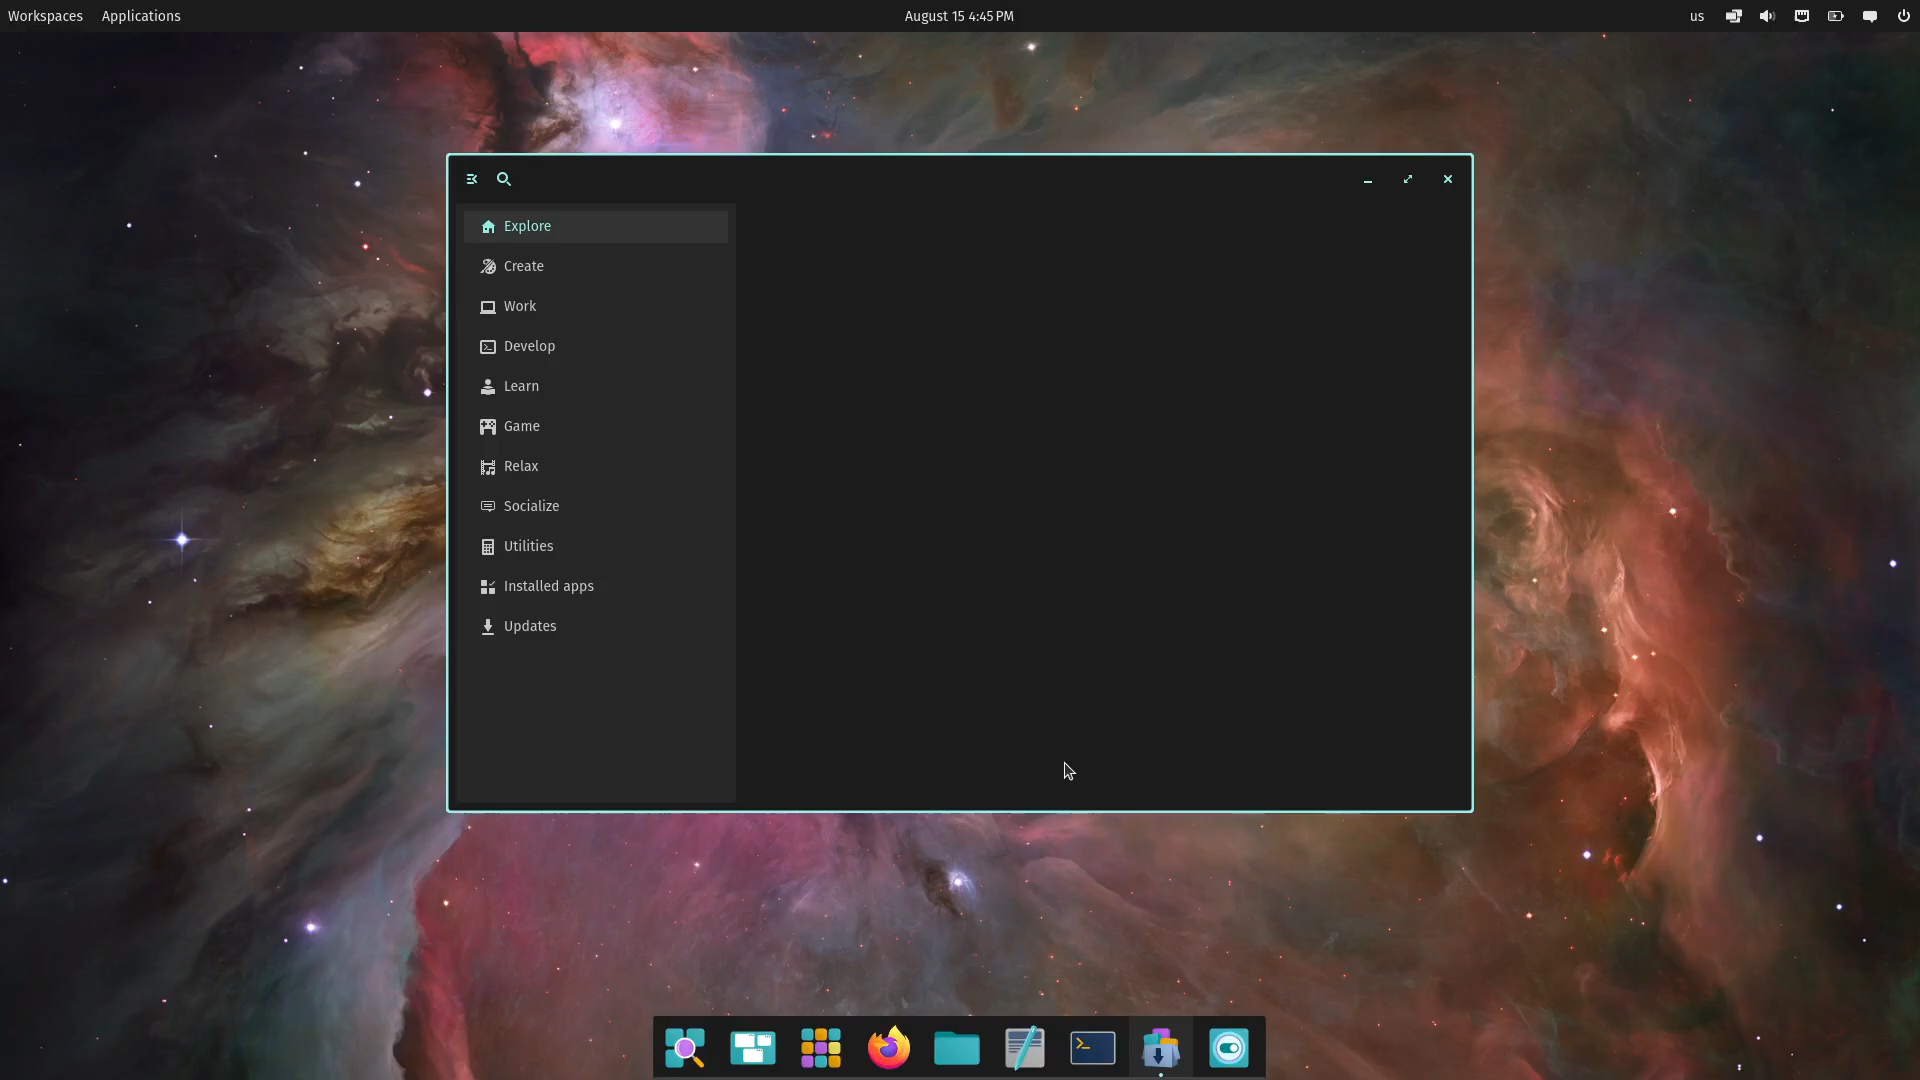 Workspaces Applications August 15 4:45 PM us
Explore
Create
Work
Develop
Learn
Game
Relax
Socialize
Utilities
Installed apps
Updates